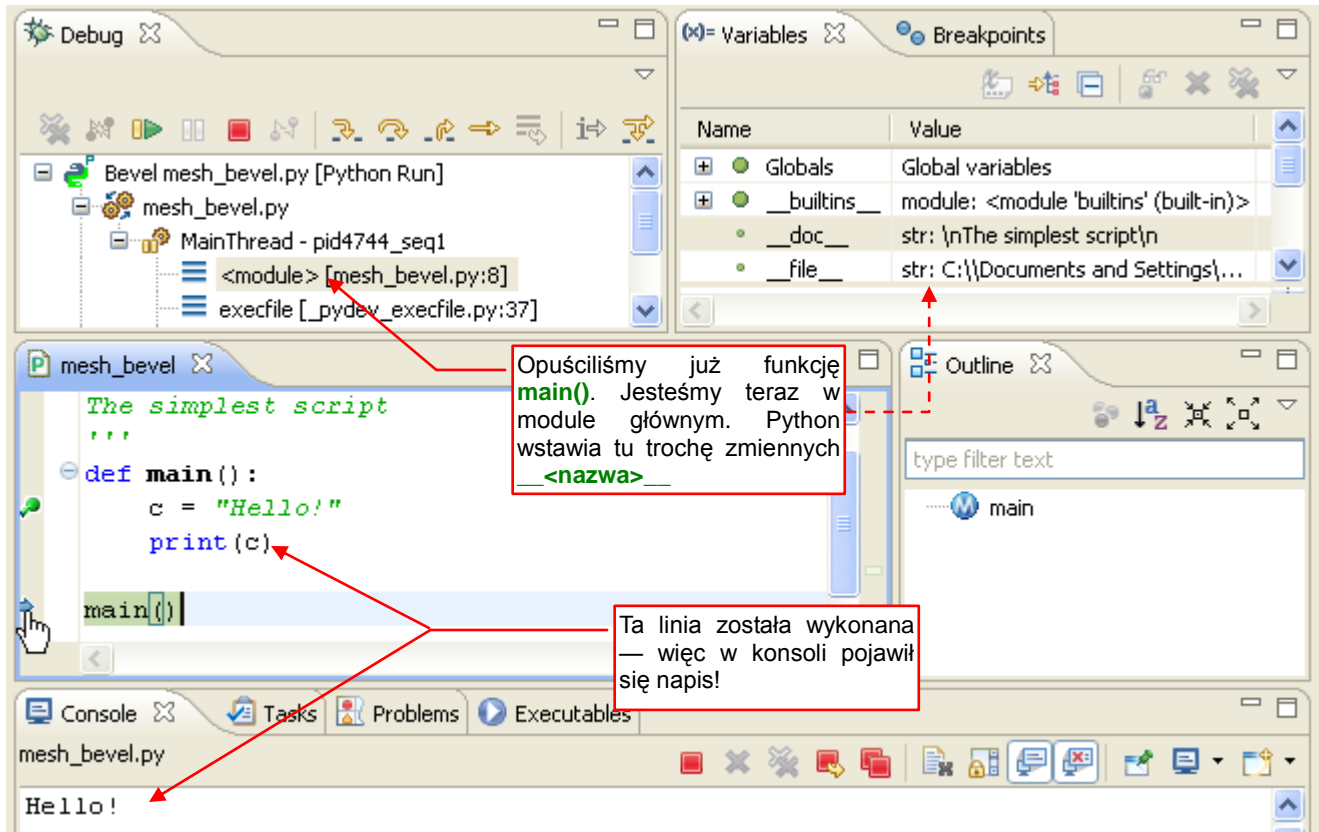 Debug
Variables
Breakpoints
Name Value
Bevel mesh_bevel.py [Python Run]
mesh_bevel.py
MainThread - pid4744_seq1
<module> [mesh_bevel.py:8]
execfile [_pydev_execfile.py:37]
Globals Global variables
__builtins__ module: <module 'builtins' (built-in)>
__doc__ str: \nThe simplest script\n
__file__ str: C:\\Documents and Settings\...
mesh_bevel
The simplest script
'''
def main():
c = "Hello!"
print(c)
main()
Opuściliśmy już funkcję
main(). Jesteśmy teraz w
module głównym. Python
wstawia tu trochę zmiennych
__<nazwa>__
Outline
type filter text
main
Ta linia została wykonana
— więc w konsoli pojawił
się napis!
Console
Tasks
Problems
Executables
mesh_bevel.py
Hello!